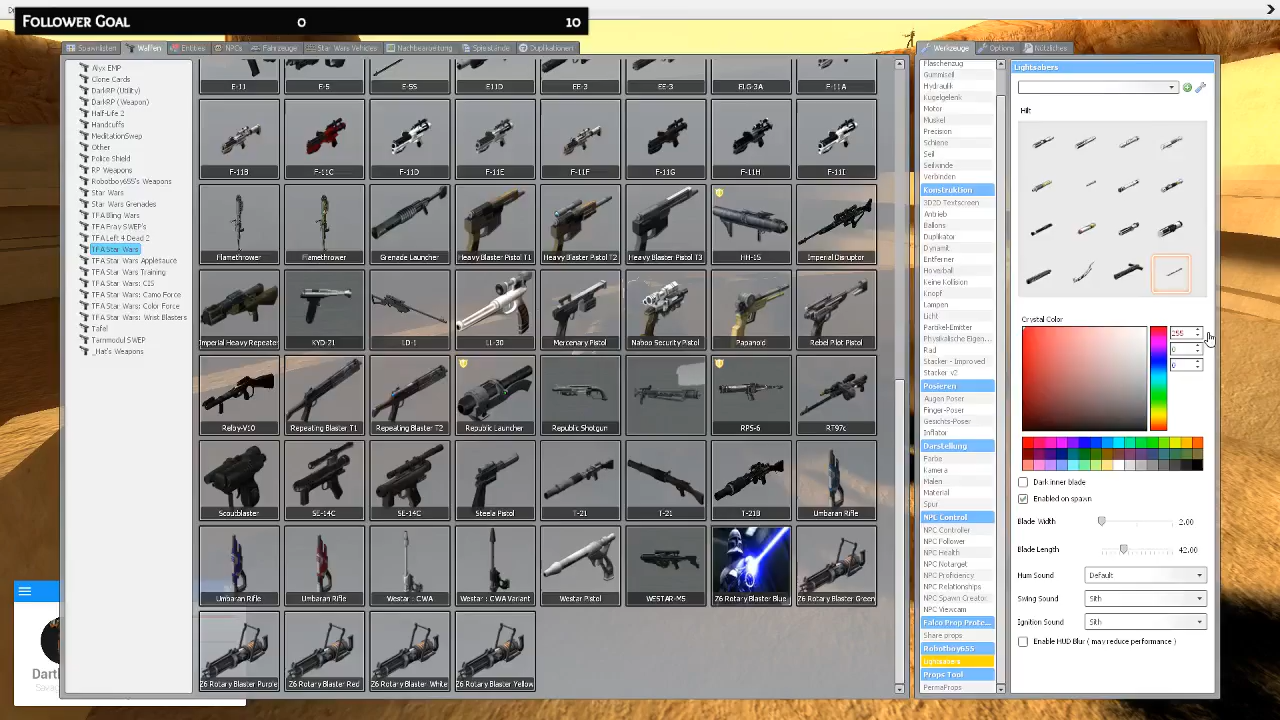 Follower Goal 0 10
Spawnlisten Waffen Entities NPCs Fahrzeuge Star Wars Vehicles Nachbearbeitung Spielstände Duplikationen
Werkzeuge Options Nützliches
Alyx EMP
Clone Cards
DarkRP (Utility)
DarkRP (Weapon)
Half-Life 2
Handcuffs
MeditationSwep
Other
Police Shield
RP Weapons
Robotboy655's Weapons
Star Wars
Star Wars Grenades
TFA Bling Wars
TFA Fray SWEP's
TFA Left 4 Dead 2
TFA Star Wars
TFA Star Wars Applesauce
TFA Star Wars Training
TFA Star Wars: CIS
TFA Star Wars: Camo Force
TFA Star Wars: Color Force
TFA Star Wars: Wrist Blasters
Tafel
Tarmmodul SWEP
_Hat's Weapons
E-11 E-5 E-5S E11D EE-3 EE-3 ELG-3A F-11A
F-11B F-11C F-11D F-11E F-11F F-11G F-11H F-11I
Flamethrower Flamethrower Grenade Launcher Heavy Blaster Pistol T1 Heavy Blaster Pistol T2 Heavy Blaster Pistol T3 HH-15 Imperial Disruptor
Imperial Heavy Repeater KYD-21 LD-1 LL-30 Mercenary Pistol Naboo Security Pistol Papanoid Rebel Pilot Pistol
Relby-V10 Repeating Blaster T1 Repeating Blaster T2 Republic Launcher Republic Shotgun RPS-6 RT97c
Scoutblaster SE-14C SE-14C Steela Pistol T-21 T-21 T-21B Umbaran Rifle
Umbaran Rifle Umbaran Rifle Westar : CWA Westar : CWA Variant Westar Pistol WESTAR-M5 Z6 Rotary Blaster Blue Z6 Rotary Blaster Green
Z6 Rotary Blaster Purple Z6 Rotary Blaster Red Z6 Rotary Blaster White Z6 Rotary Blaster Yellow
Flaschenzug
Gummiseil
Hydraulik
Kugelgelenk
Motor
Muskel
Precision
Schiene
Seil
Seilwinde
Verbinden
Konstruktion
3D2D Textscreen
Antrieb
Ballons
Duplikator
Dynamit
Entferner
Hoverball
Keine Kollision
Knopf
Lampen
Licht
Partikel-Emitter
Physikalische Eigen...
Rad
Stacker - Improved
Stacker v2
Posieren
Augen Poser
Finger-Poser
Gesichts-Poser
Inflator
Darstellung
Farbe
Kamera
Malen
Material
Spur
NPC Control
NPC Controller
NPC Follower
NPC Health
NPC Notarget
NPC Proficiency
NPC Relationships
NPC Spawn Creator
NPC Viewcam
Falco Prop Prote...
Share props
Robotboy655
Lightsabers
Props Tool
PermaProps
Lightsabers
Hilt
Crystal Color
255
0
0
Dark inner blade
Enabled on spawn
Blade Width 2.00
Blade Length 42.00
Hum Sound Default
Swing Sound Sith
Ignition Sound Sith
Enable HUD Blur ( may reduce performance )